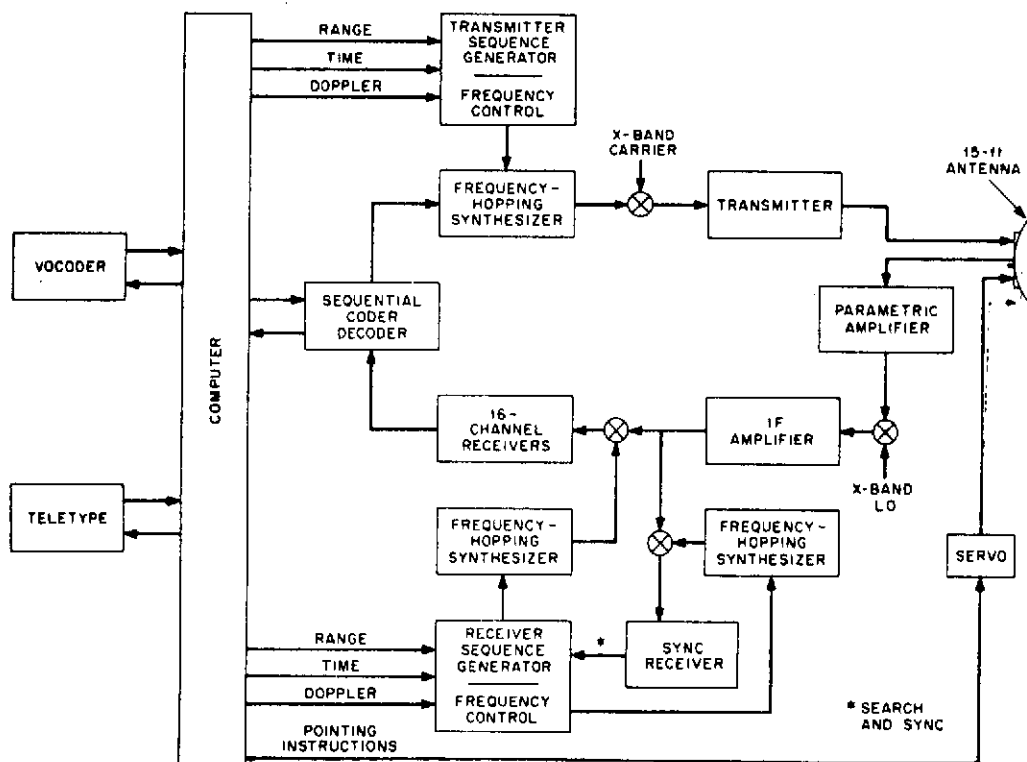 RANGE
TIME
DOPPLER
TRANSMITTER
SEQUENCE
GENERATOR
FREQUENCY
CONTROL
X-BAND
CARRIER
15-ft
ANTENNA
FREQUENCY-
HOPPING
SYNTHESIZER
TRANSMITTER
VOCODER
SEQUENTIAL
CODER
DECODER
PARAMETRIC
AMPLIFIER
COMPUTER
16-
CHANNEL
RECEIVERS
IF
AMPLIFIER
X-BAND
LO
TELETYPE
FREQUENCY-
HOPPING
SYNTHESIZER
FREQUENCY-
HOPPING
SYNTHESIZER
SERVO
RANGE
TIME
DOPPLER
RECEIVER
SEQUENCE
GENERATOR
FREQUENCY
CONTROL
*
SYNC
RECEIVER
* SEARCH
AND SYNC
POINTING
INSTRUCTIONS